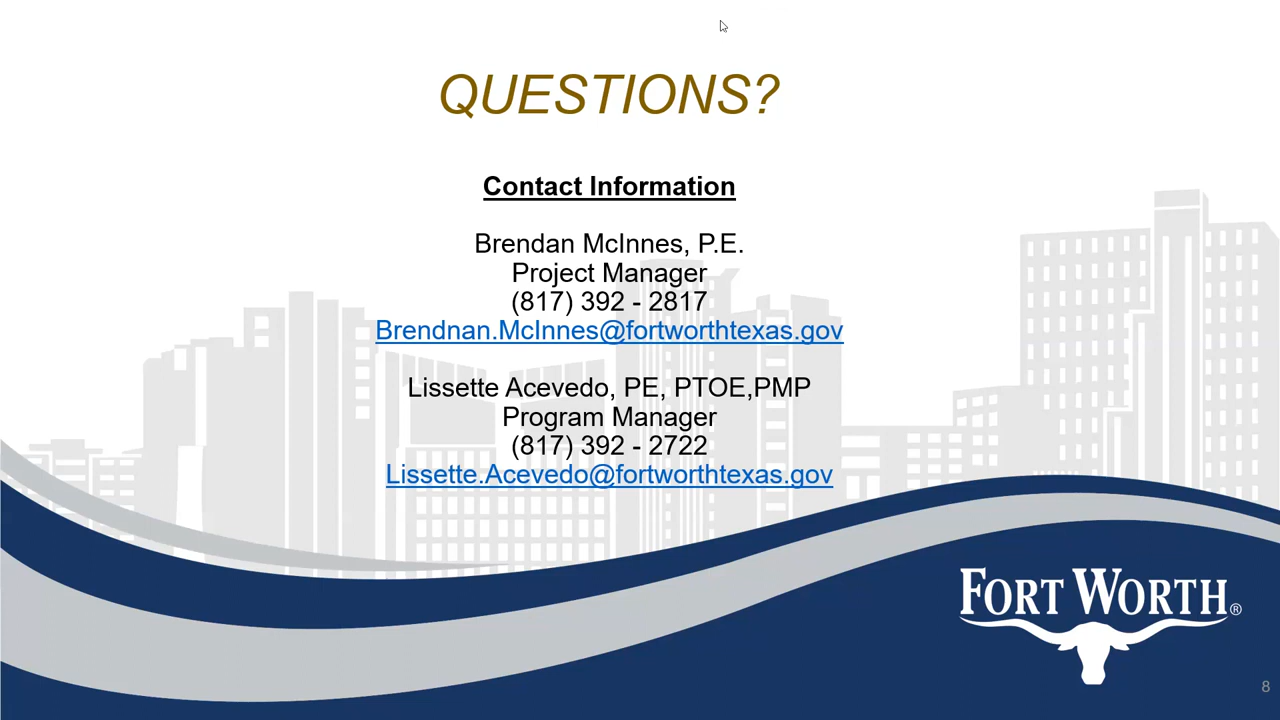 QUESTIONS?
Contact Information
Brendan McInnes, P.E.
Project Manager
(817) 392 - 2817
Brendnan.McInnes@fortworthtexas.gov
Lissette Acevedo, PE, PTOE,PMP
Program Manager
(817) 392 - 2722
Lissette.Acevedo@fortworthtexas.gov
FORT WORTH®
8